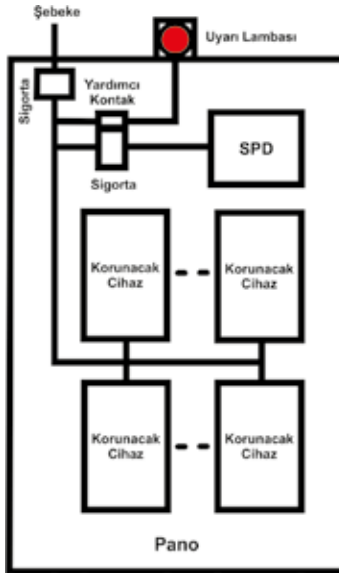 Şebeke
Uyarı Lambası
Sigorta
Yardımcı
Kontak
SPD
Sigorta
Korunacak
Cihaz
Korunacak
Cihaz
Korunacak
Cihaz
Korunacak
Cihaz
Pano